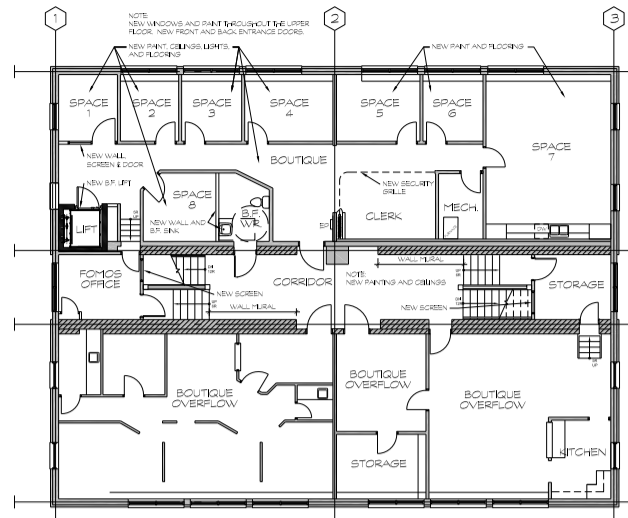 1
2
3
NOTE:
NEW WINDOWS AND PAINT THROUGHOUT THE UPPER
FLOOR. NEW FRONT AND BACK ENTRANCE DOORS.
NEW PAINT, CEILINGS, LIGHTS,
AND FLOORING
NEW PAINT AND FLOORING
SPACE
1
SPACE
2
SPACE
3
SPACE
4
SPACE
5
SPACE
6
SPACE
7
BOUTIQUE
NEW WALL,
SCREEN & DOOR
NEW B.F. LIFT
SPACE
8
NEW SECURITY
GRILLE
NEW WALL AND
B.F. SINK
B.F.
WR.
CLERK
MECH.
EP
LIFT
DW
FOMOS
OFFICE
CORRIDOR
WALL MURAL
NOTE:
NEW PAINTING AND CEILINGS
STORAGE
NEW SCREEN
WALL MURAL
NEW SCREEN
BOUTIQUE
OVERFLOW
BOUTIQUE
OVERFLOW
BOUTIQUE
OVERFLOW
KITCHEN
STORAGE